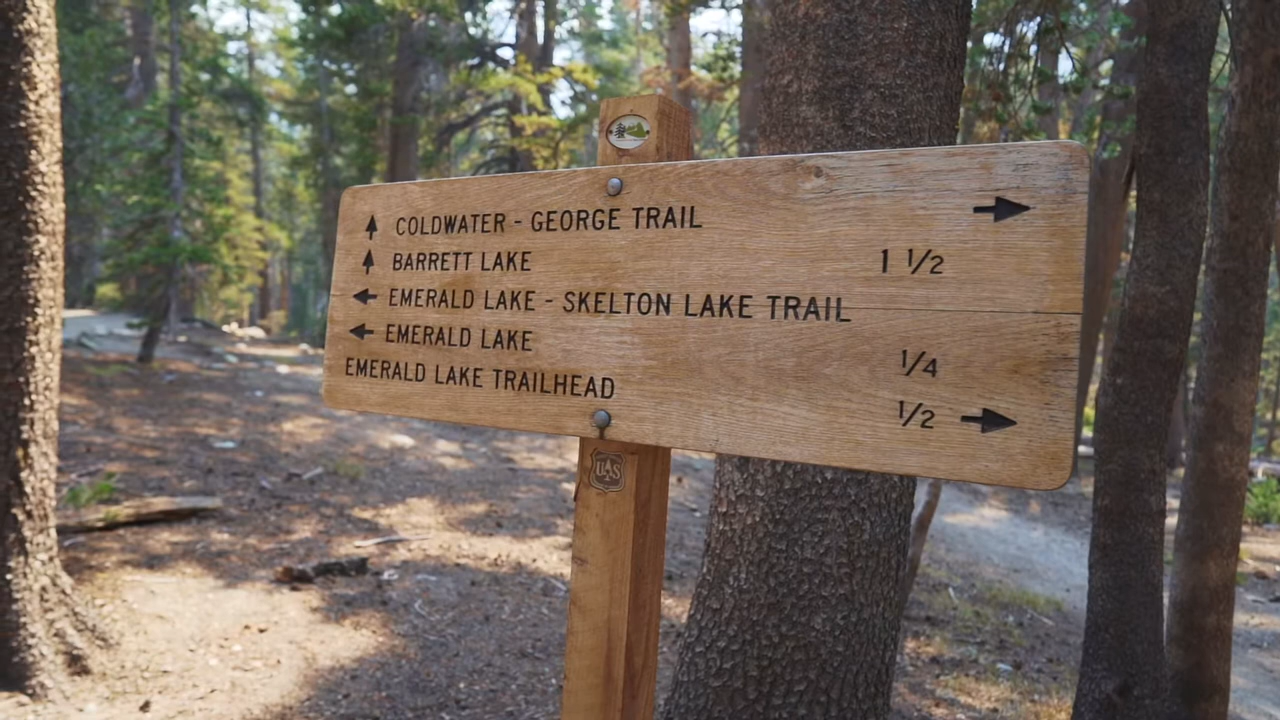 COLDWATER - GEORGE TRAIL
BARRETT LAKE 1 1/2
EMERALD LAKE - SKELTON LAKE TRAIL
EMERALD LAKE 1/4
EMERALD LAKE TRAILHEAD 1/2
UAS